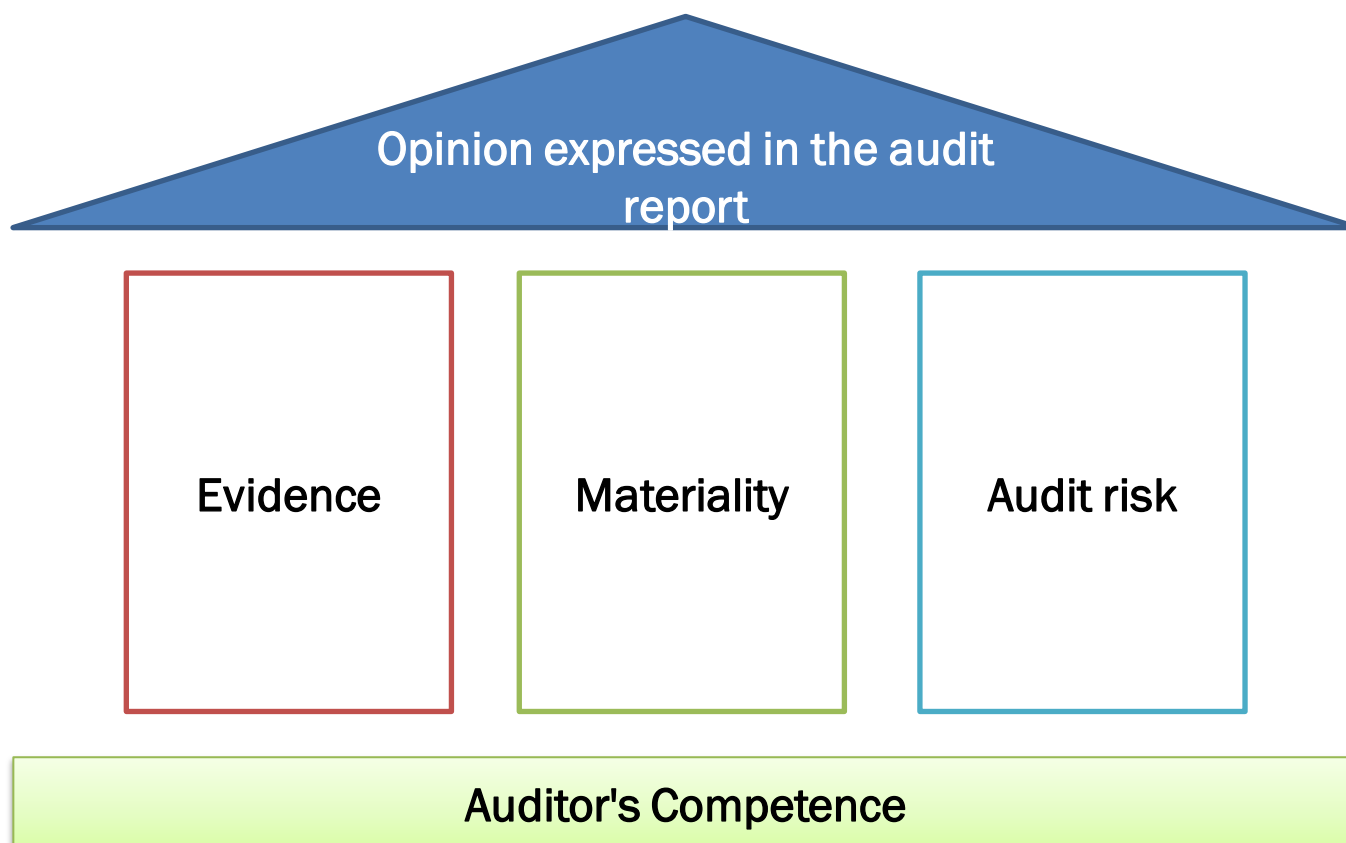 Opinion expressed in the audit
report
Evidence
Materiality
Audit risk
Auditor's Competence